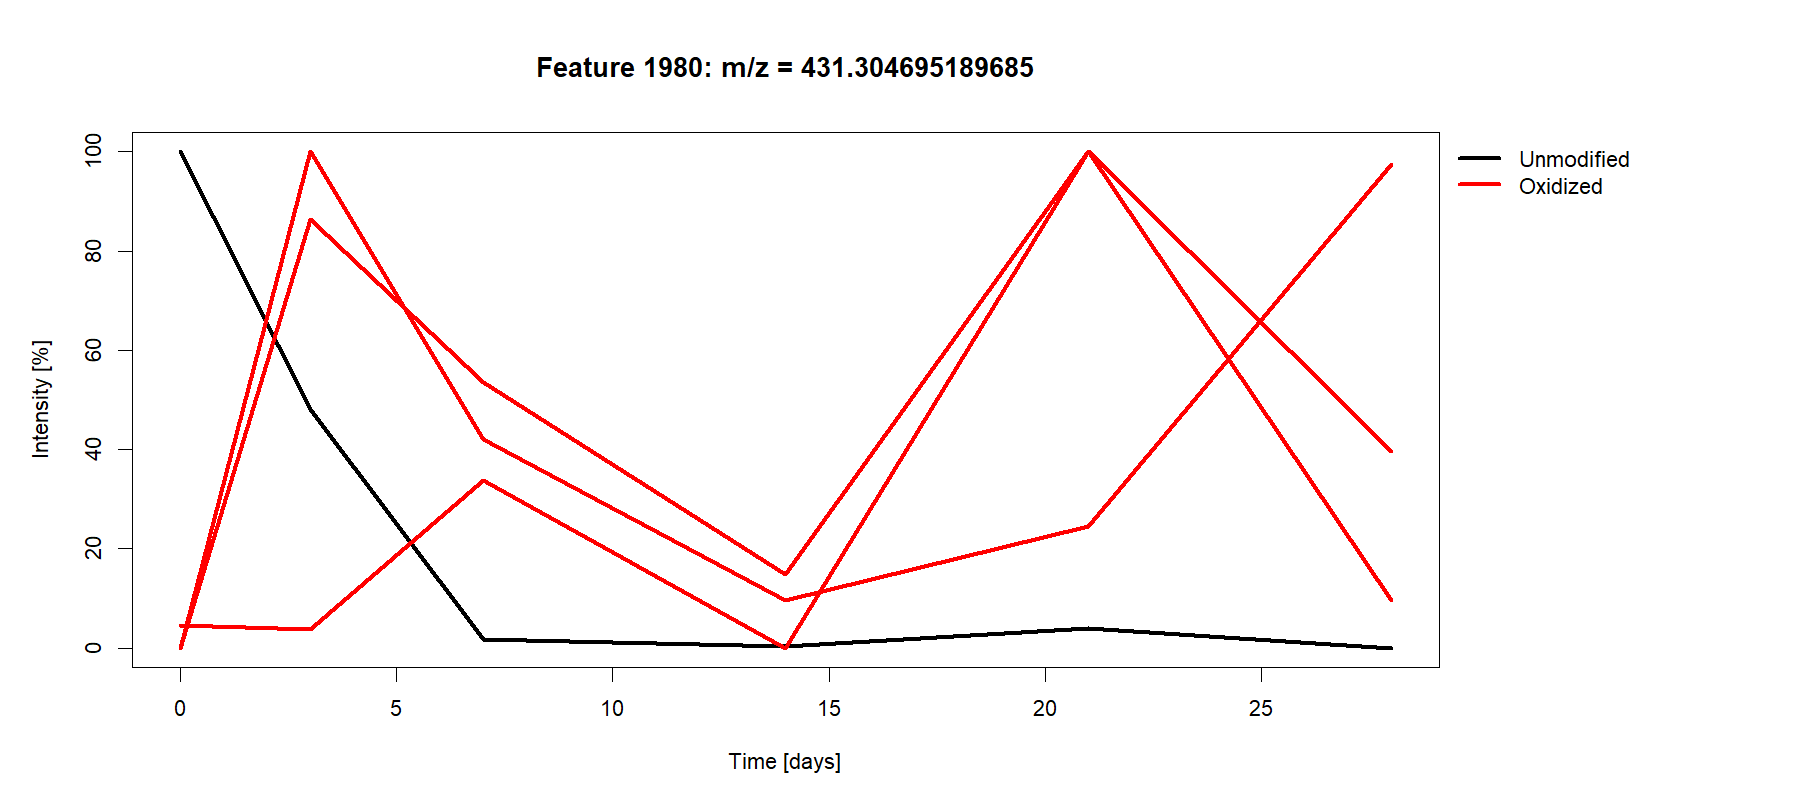 Feature 1980: m/z = 431.304695189685
Unmodified
Oxidized
Intensity [%]
100
80
60
40
20
0
0 5 10 15 20 25
Time [days]